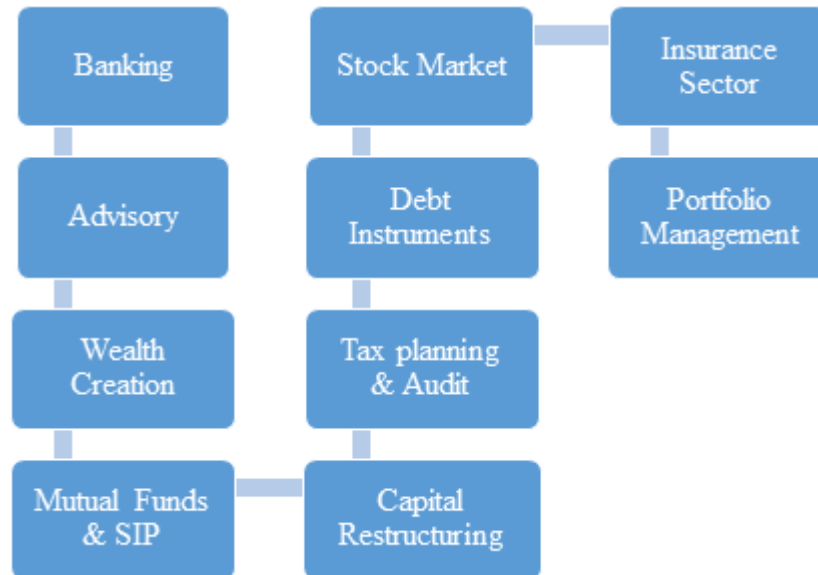 Banking
Advisory
Wealth
Creation
Mutual Funds
& SIP
Capital
Restructuring
Tax planning
& Audit
Debt
Instruments
Stock Market
Insurance
Sector
Portfolio
Management